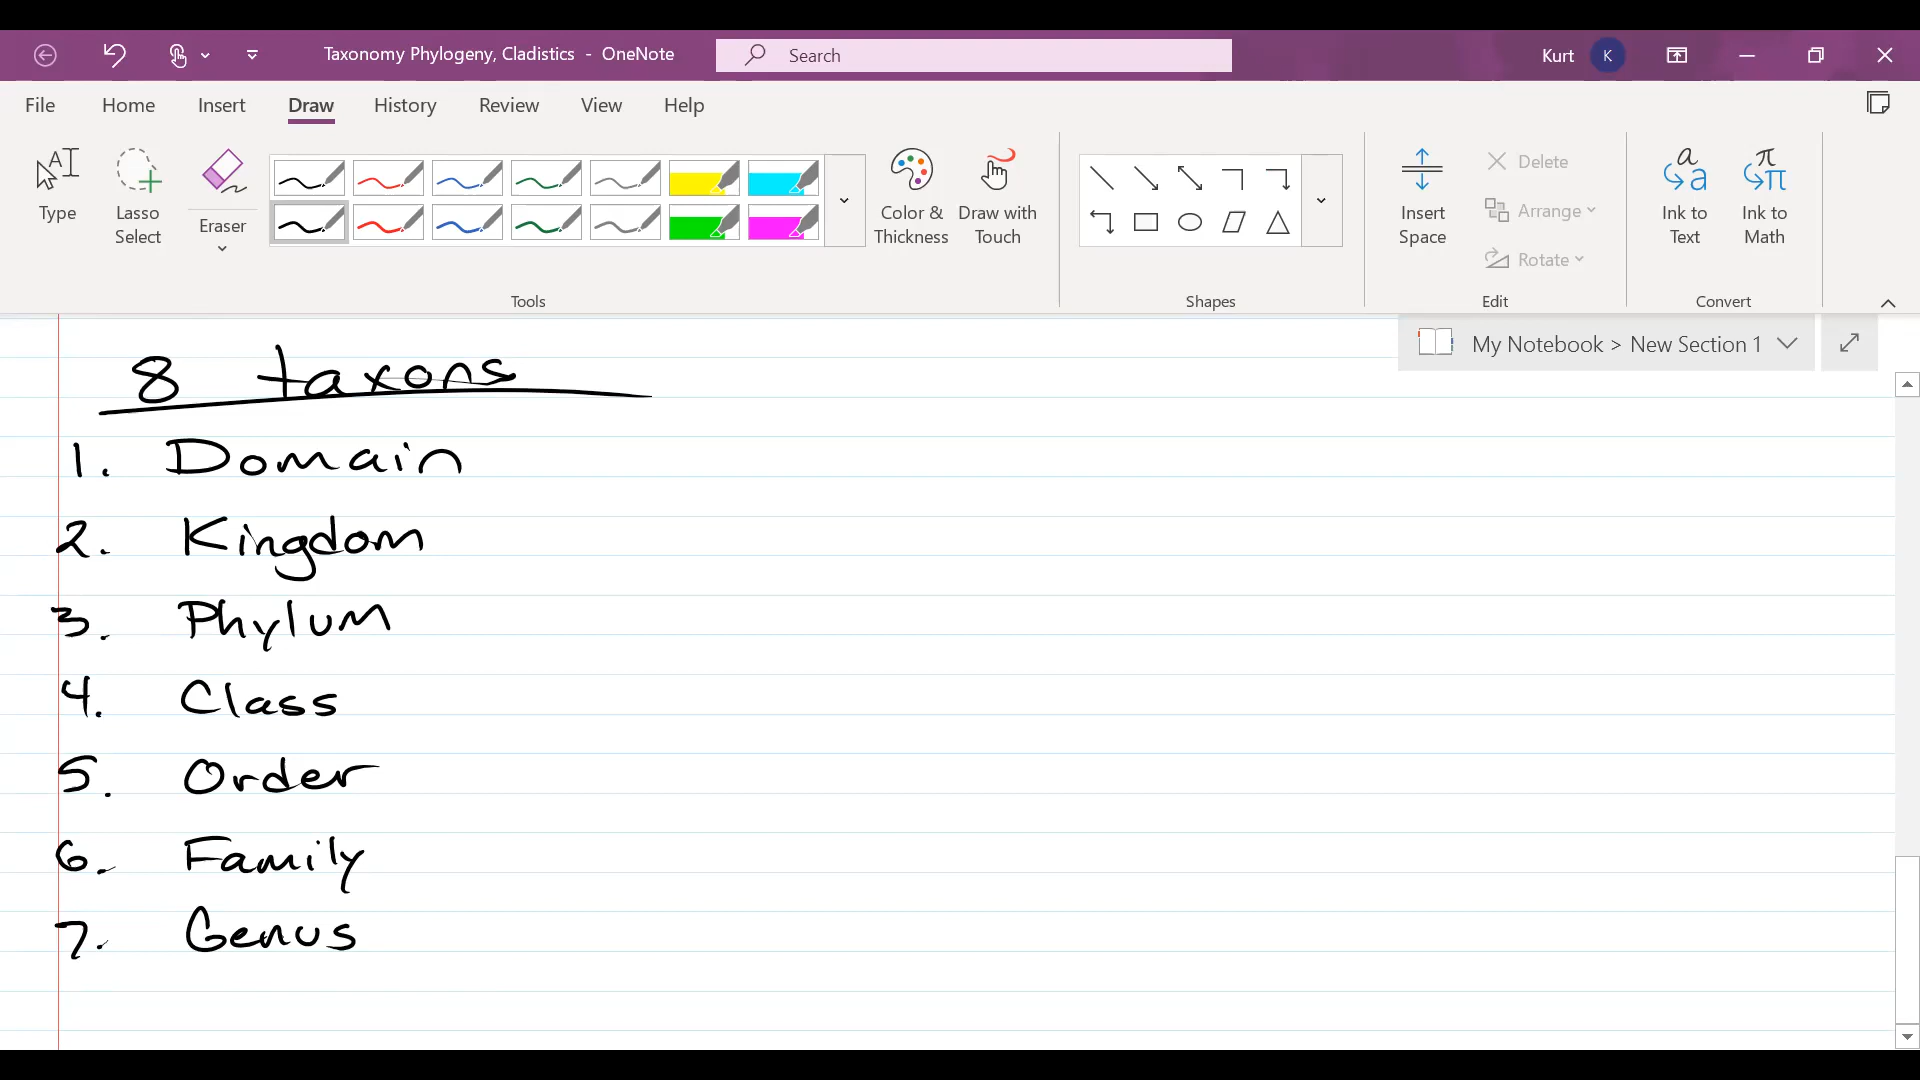 Taxonomy Phylogeny, Cladistics - OneNote
Search
Kurt K
File Home Insert Draw History Review View Help
Type
Lasso Select
Eraser
Color & Thickness
Draw with Touch
Insert Space
Delete
Arrange
Rotate
Ink to Text
Ink to Math
Tools Shapes Edit Convert
My Notebook > New Section 1
8 taxons
1. Domain
2. Kingdom
3. Phylum
4. Class
5. Order
6. Family
7. Genus